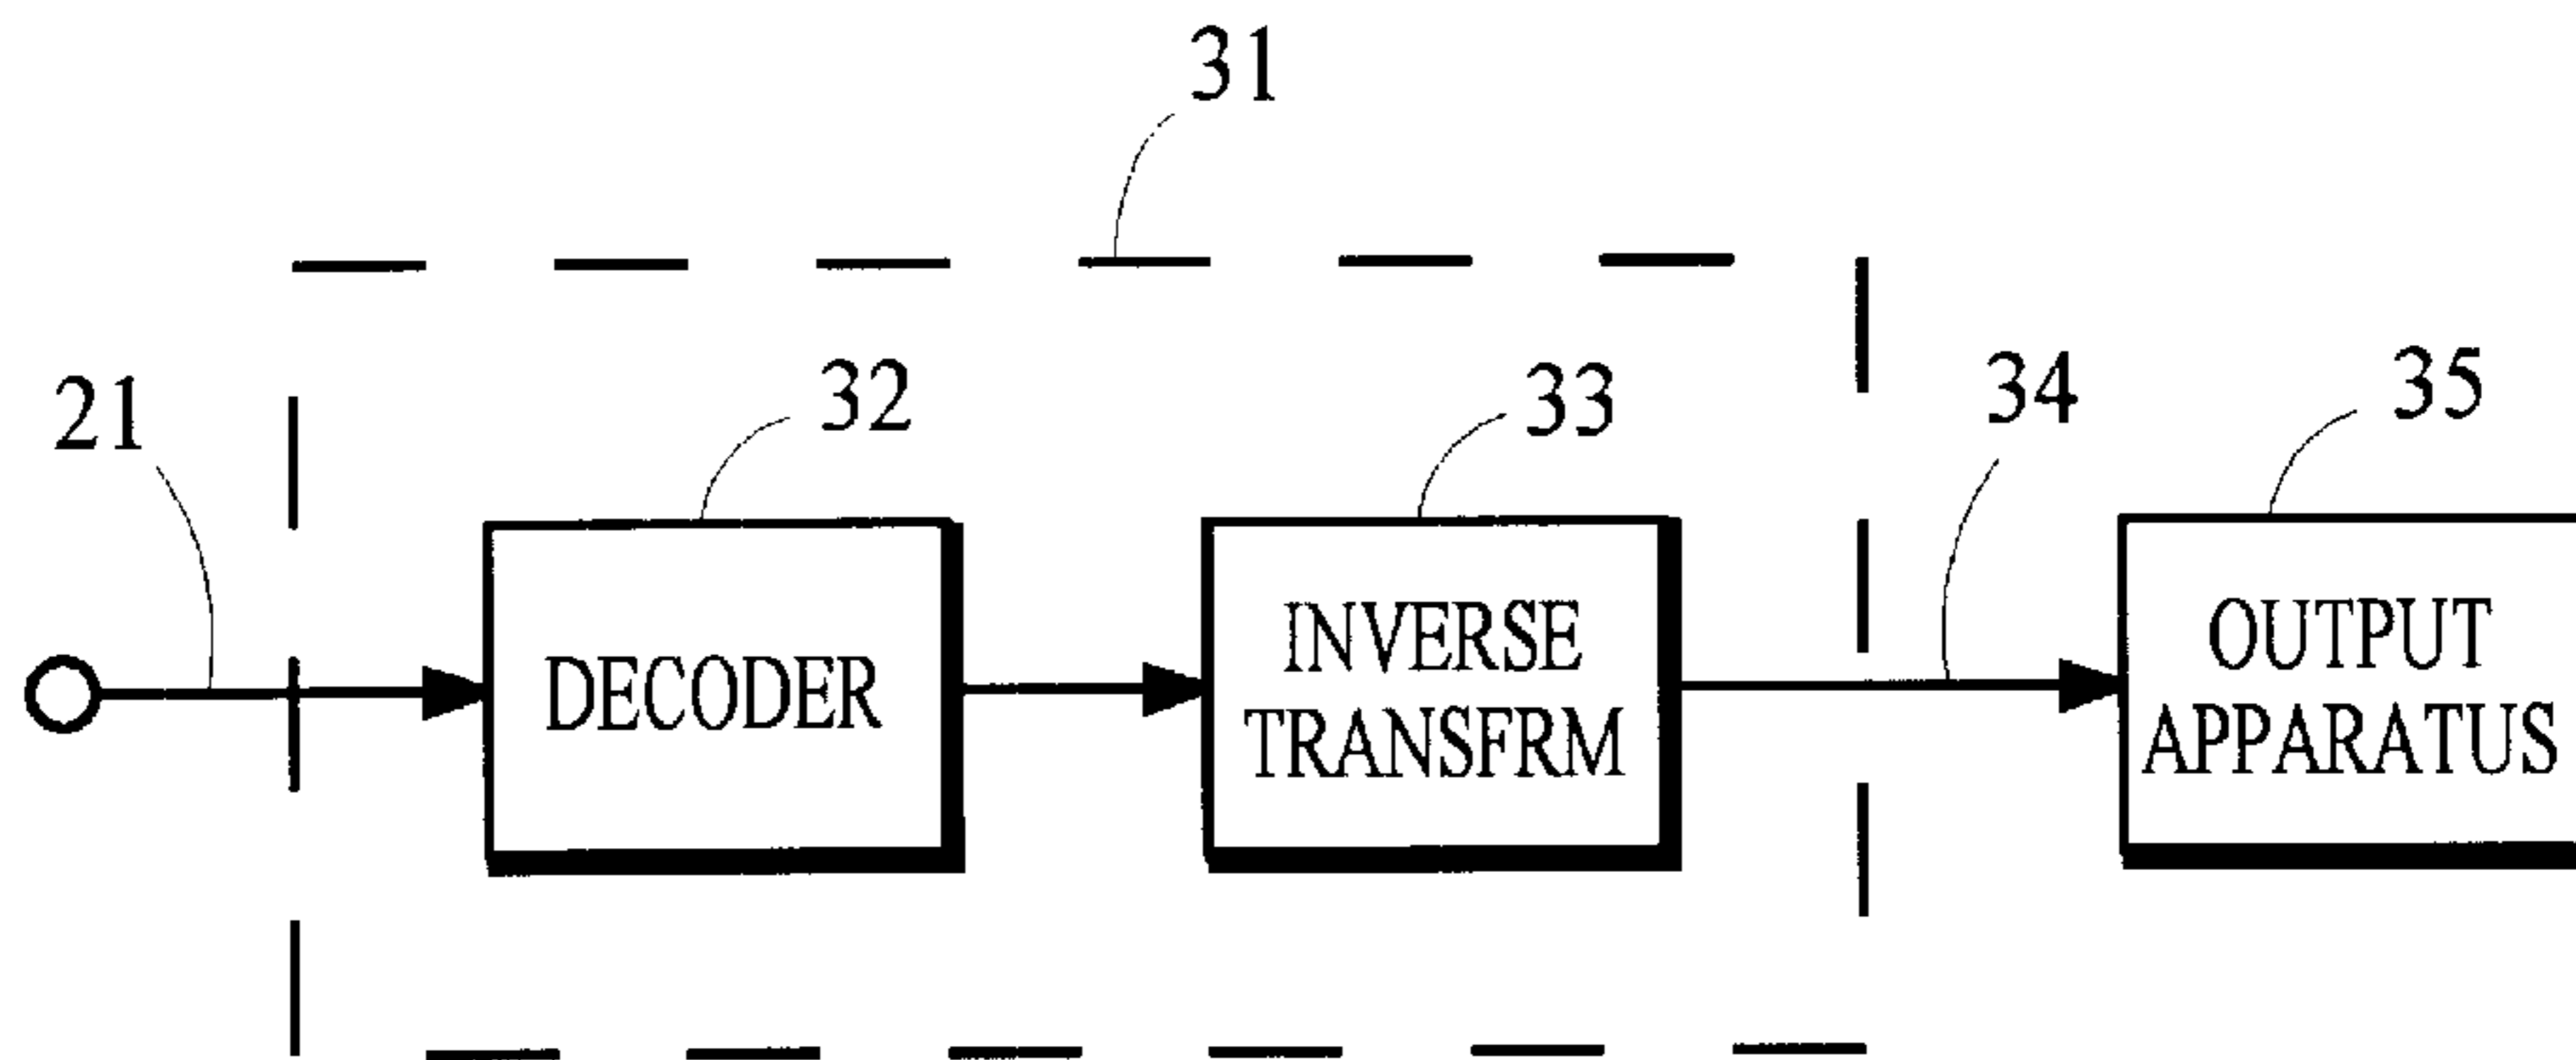 31
21
32
33
34
35
DECODER
INVERSE
TRANSFRM
OUTPUT
APPARATUS